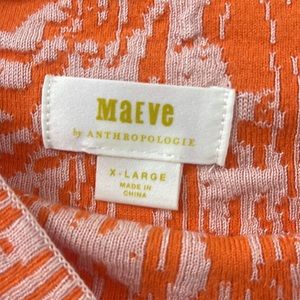 MAEVE
by ANTHROPOLOGIE
X-LARGE
MADE IN
CHINA